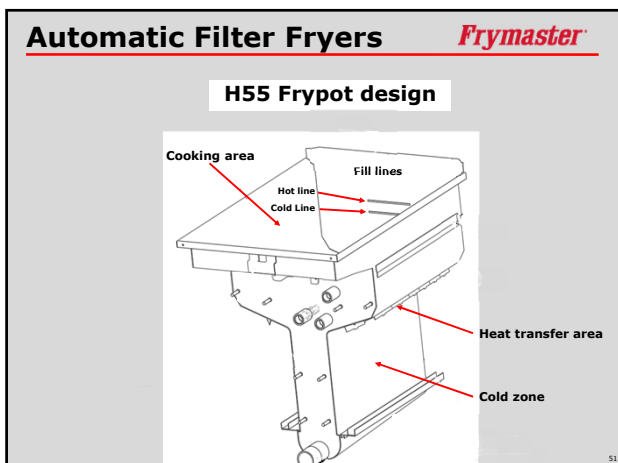 Automatic Filter Fryers
Frymaster
H55 Frypot design
Cooking area
Fill lines
Hot line
Cold Line
Heat transfer area
Cold zone
51